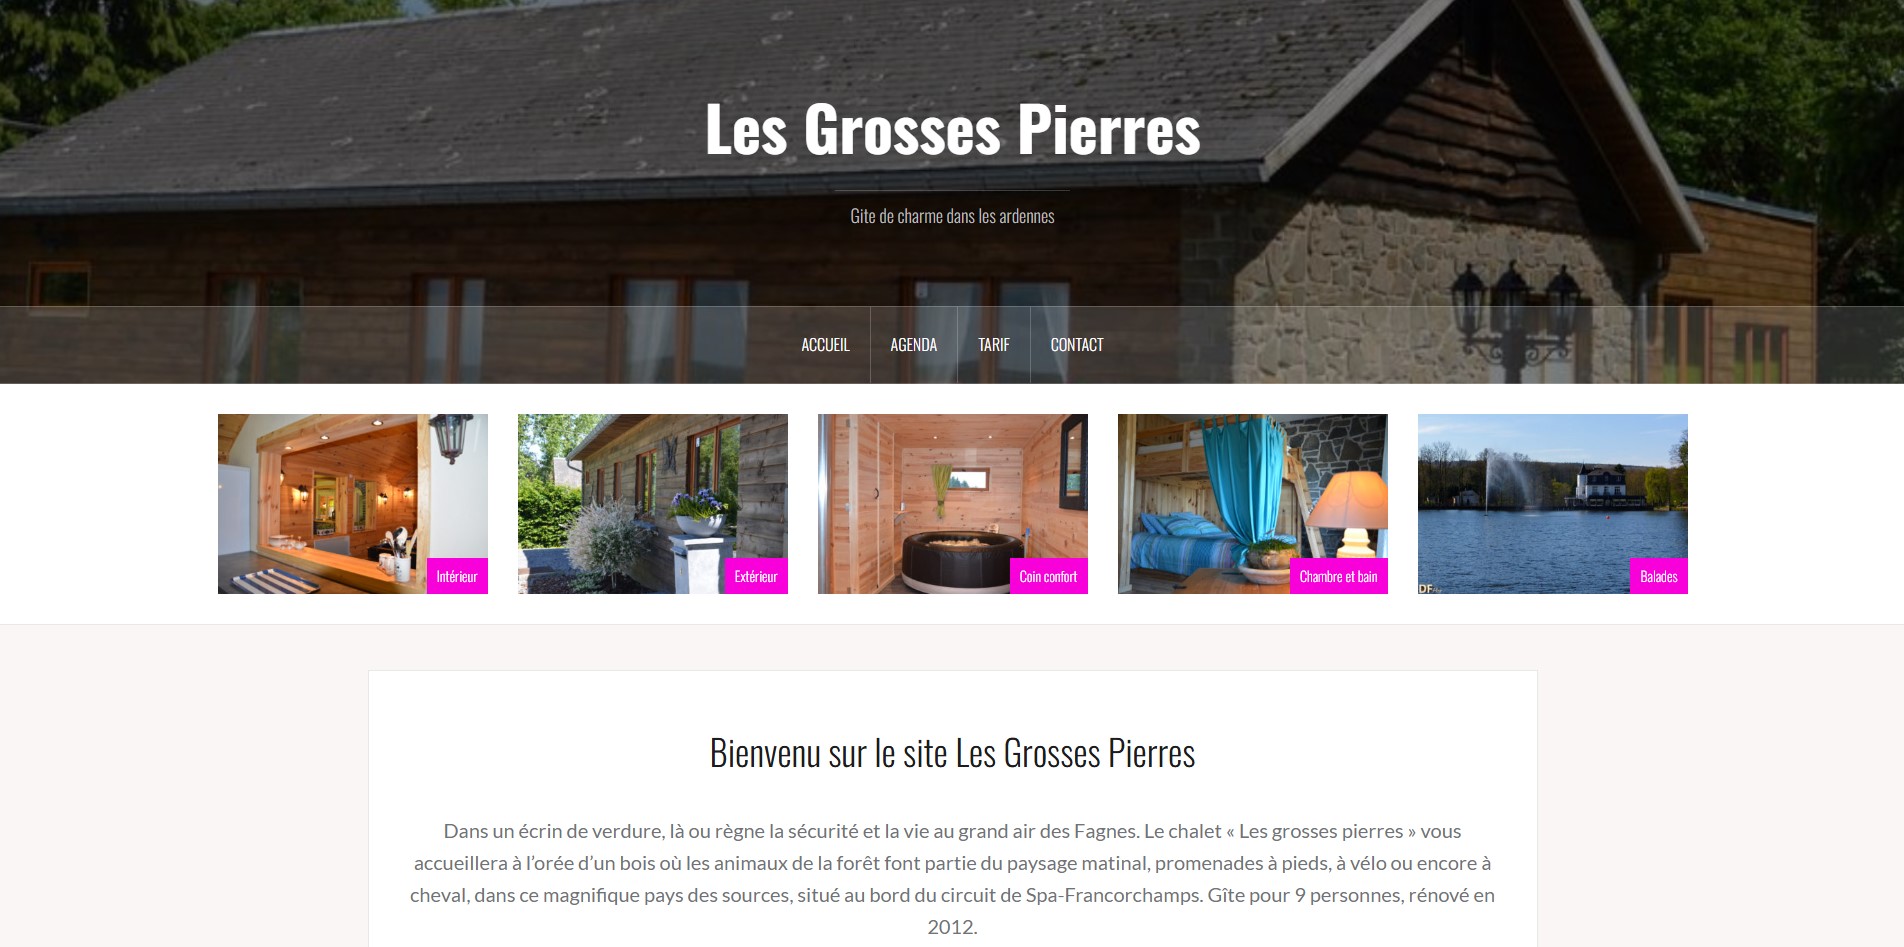 Les Grosses Pierres
Gite de charme dans les ardennes
ACCUEIL
AGENDA
TARIF
CONTACT
Intérieur
Extérieur
Coin confort
Chambre et bain
Balades
DF
Bienvenu sur le site Les Grosses Pierres
Dans un écrin de verdure, là ou règne la sécurité et la vie au grand air des Fagnes. Le chalet « Les grosses pierres » vous
accueillera à l’orée d’un bois où les animaux de la forêt font partie du paysage matinal, promenades à pieds, à vélo ou encore à
cheval, dans ce magnifique pays des sources, situé au bord du circuit de Spa-Francorchamps. Gîte pour 9 personnes, rénové en
2012.